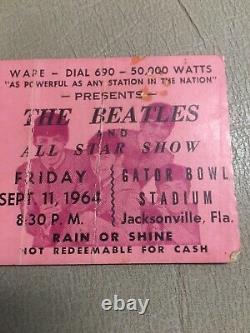 WAPE - DIAL 690 - 50,000 WATTS
"AS POWERFUL AS ANY STATION IN THE NATION"
- PRESENTS -
THE BEATLES
AND
ALL STAR SHOW
FRIDAY GATOR BOWL
SEPT 11, 1964 STADIUM
8:30 P.M. Jacksonville, Fla.
RAIN OR SHINE
NOT REDEEMABLE FOR CASH